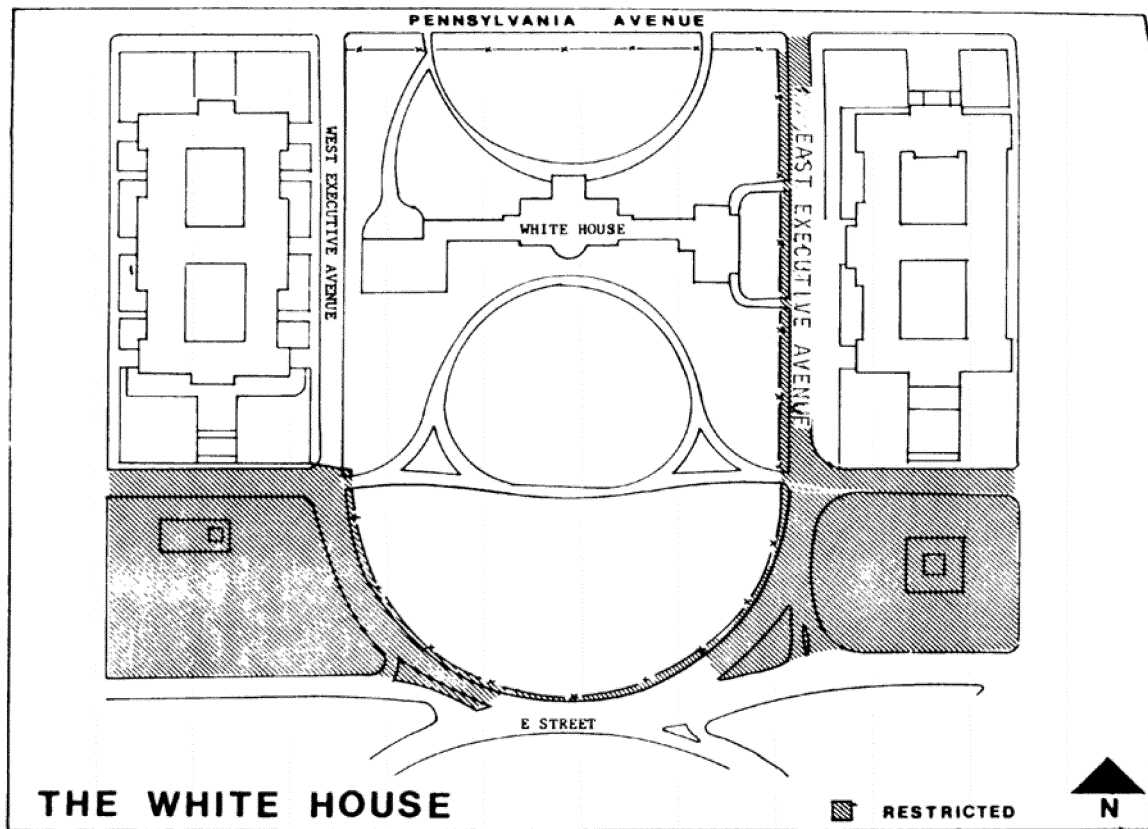 PENNSYLVANIA AVENUE
WEST EXECUTIVE AVENUE
EAST EXECUTIVE AVENUE
WHITE HOUSE
E STREET
THE WHITE HOUSE
RESTRICTED
N